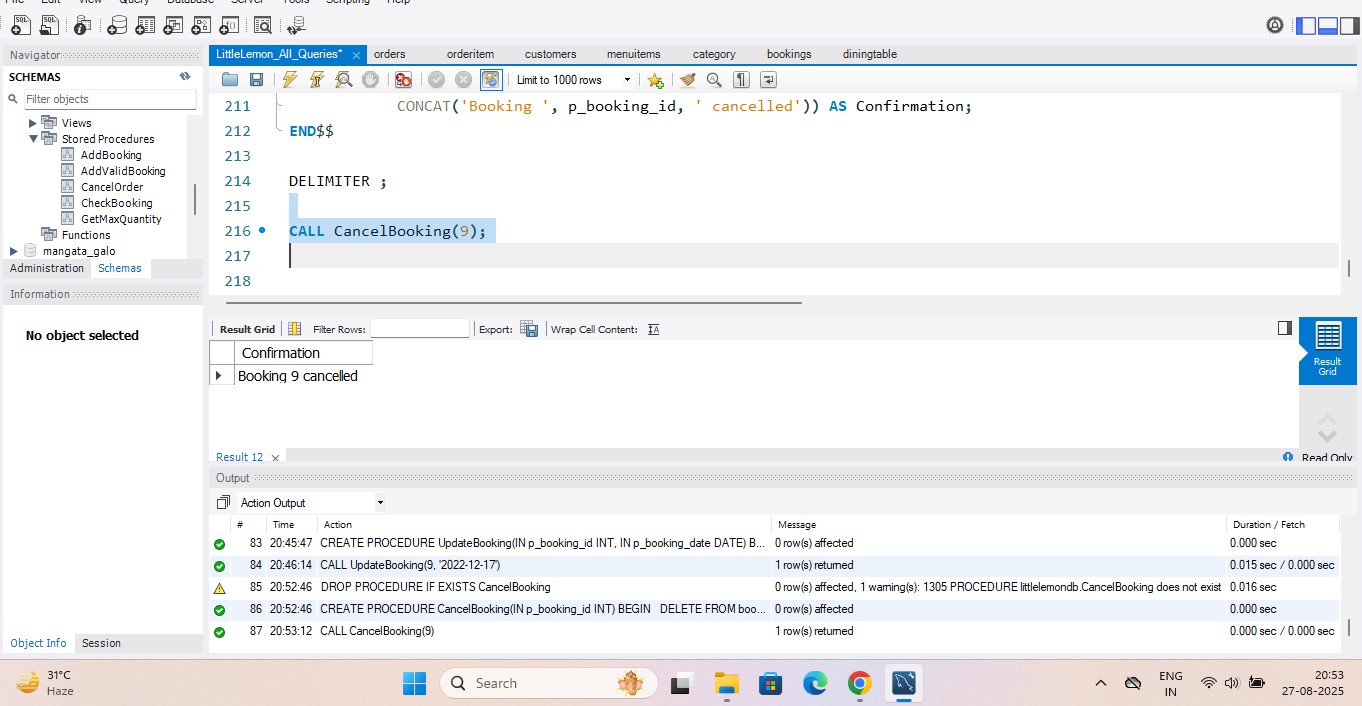 File Edit View Query Database Server Tools Scripting Help
Navigator
SCHEMAS
Filter objects
Views
Stored Procedures
AddBooking
AddValidBooking
CancelOrder
CheckBooking
GetMaxQuantity
Functions
mangata_galo
Administration Schemas
Information
No object selected
Object Info Session
LittleLemon_All_Queries* orders orderitem customers menuitems category bookings diningtable
Limit to 1000 rows
211 CONCAT('Booking ', p_booking_id, ' cancelled')) AS Confirmation;
212 END$$
213
214 DELIMITER ;
215
216 CALL CancelBooking(9);
217
218
Result Grid Filter Rows: Export: Wrap Cell Content:
Confirmation
Booking 9 cancelled
Result Grid
Result 12
Read Only
Output
Action Output
# Time Action Message Duration / Fetch
83 20:45:47 CREATE PROCEDURE UpdateBooking(IN p_booking_id INT, IN p_booking_date DATE) B... 0 row(s) affected 0.000 sec
84 20:46:14 CALL UpdateBooking(9, '2022-12-17') 1 row(s) returned 0.015 sec / 0.000 sec
85 20:52:46 DROP PROCEDURE IF EXISTS CancelBooking 0 row(s) affected, 1 warning(s): 1305 PROCEDURE littlelemondb.CancelBooking does not exist 0.016 sec
86 20:52:46 CREATE PROCEDURE CancelBooking(IN p_booking_id INT) BEGIN DELETE FROM boo... 0 row(s) affected 0.000 sec
87 20:53:12 CALL CancelBooking(9) 1 row(s) returned 0.000 sec / 0.000 sec
31°C
Haze
Search
ENG
IN
20:53
27-08-2025